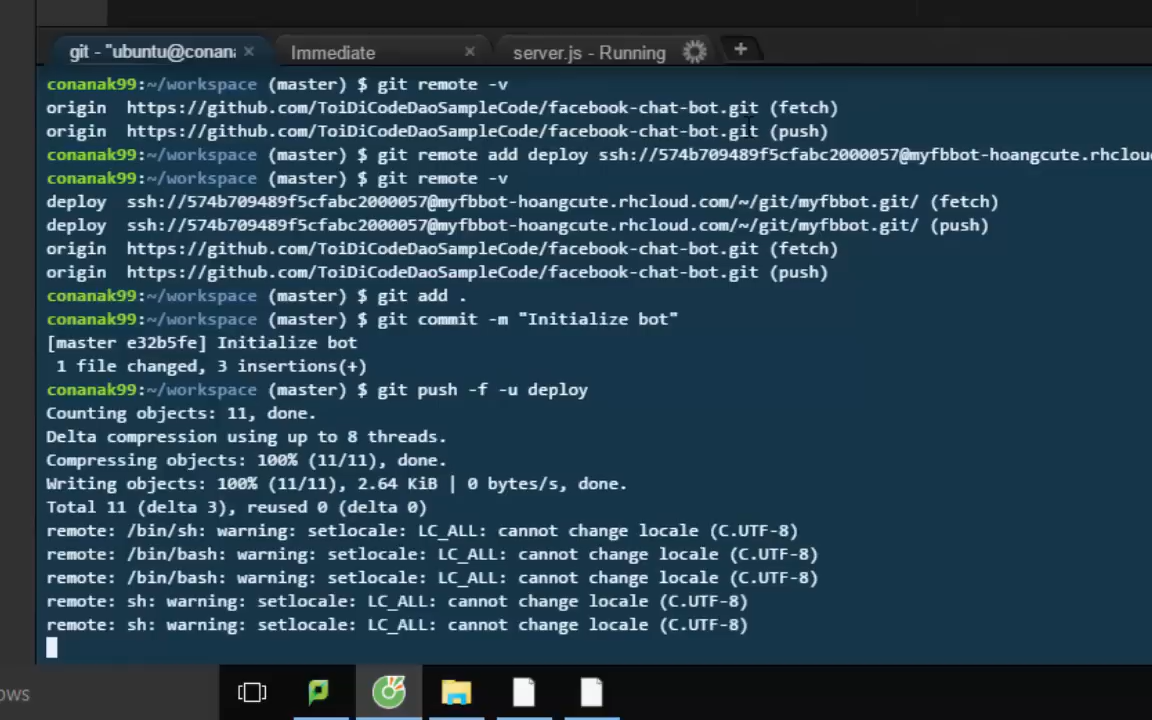 git - "ubuntu@conana
Immediate
server.js - Running
conanak99:~/workspace (master) $ git remote -v
origin  https://github.com/ToiDiCodeDaoSampleCode/facebook-chat-bot.git (fetch)
origin  https://github.com/ToiDiCodeDaoSampleCode/facebook-chat-bot.git (push)
conanak99:~/workspace (master) $ git remote add deploy ssh://574b709489f5cfabc2000057@myfbbot-hoangcute.rhclou
conanak99:~/workspace (master) $ git remote -v
deploy  ssh://574b709489f5cfabc2000057@myfbbot-hoangcute.rhcloud.com/~/git/myfbbot.git/ (fetch)
deploy  ssh://574b709489f5cfabc2000057@myfbbot-hoangcute.rhcloud.com/~/git/myfbbot.git/ (push)
origin  https://github.com/ToiDiCodeDaoSampleCode/facebook-chat-bot.git (fetch)
origin  https://github.com/ToiDiCodeDaoSampleCode/facebook-chat-bot.git (push)
conanak99:~/workspace (master) $ git add .
conanak99:~/workspace (master) $ git commit -m "Initialize bot"
[master e32b5fe] Initialize bot
 1 file changed, 3 insertions(+)
conanak99:~/workspace (master) $ git push -f -u deploy
Counting objects: 11, done.
Delta compression using up to 8 threads.
Compressing objects: 100% (11/11), done.
Writing objects: 100% (11/11), 2.64 KiB | 0 bytes/s, done.
Total 11 (delta 3), reused 0 (delta 0)
remote: /bin/sh: warning: setlocale: LC_ALL: cannot change locale (C.UTF-8)
remote: /bin/bash: warning: setlocale: LC_ALL: cannot change locale (C.UTF-8)
remote: /bin/bash: warning: setlocale: LC_ALL: cannot change locale (C.UTF-8)
remote: sh: warning: setlocale: LC_ALL: cannot change locale (C.UTF-8)
remote: sh: warning: setlocale: LC_ALL: cannot change locale (C.UTF-8)
ows